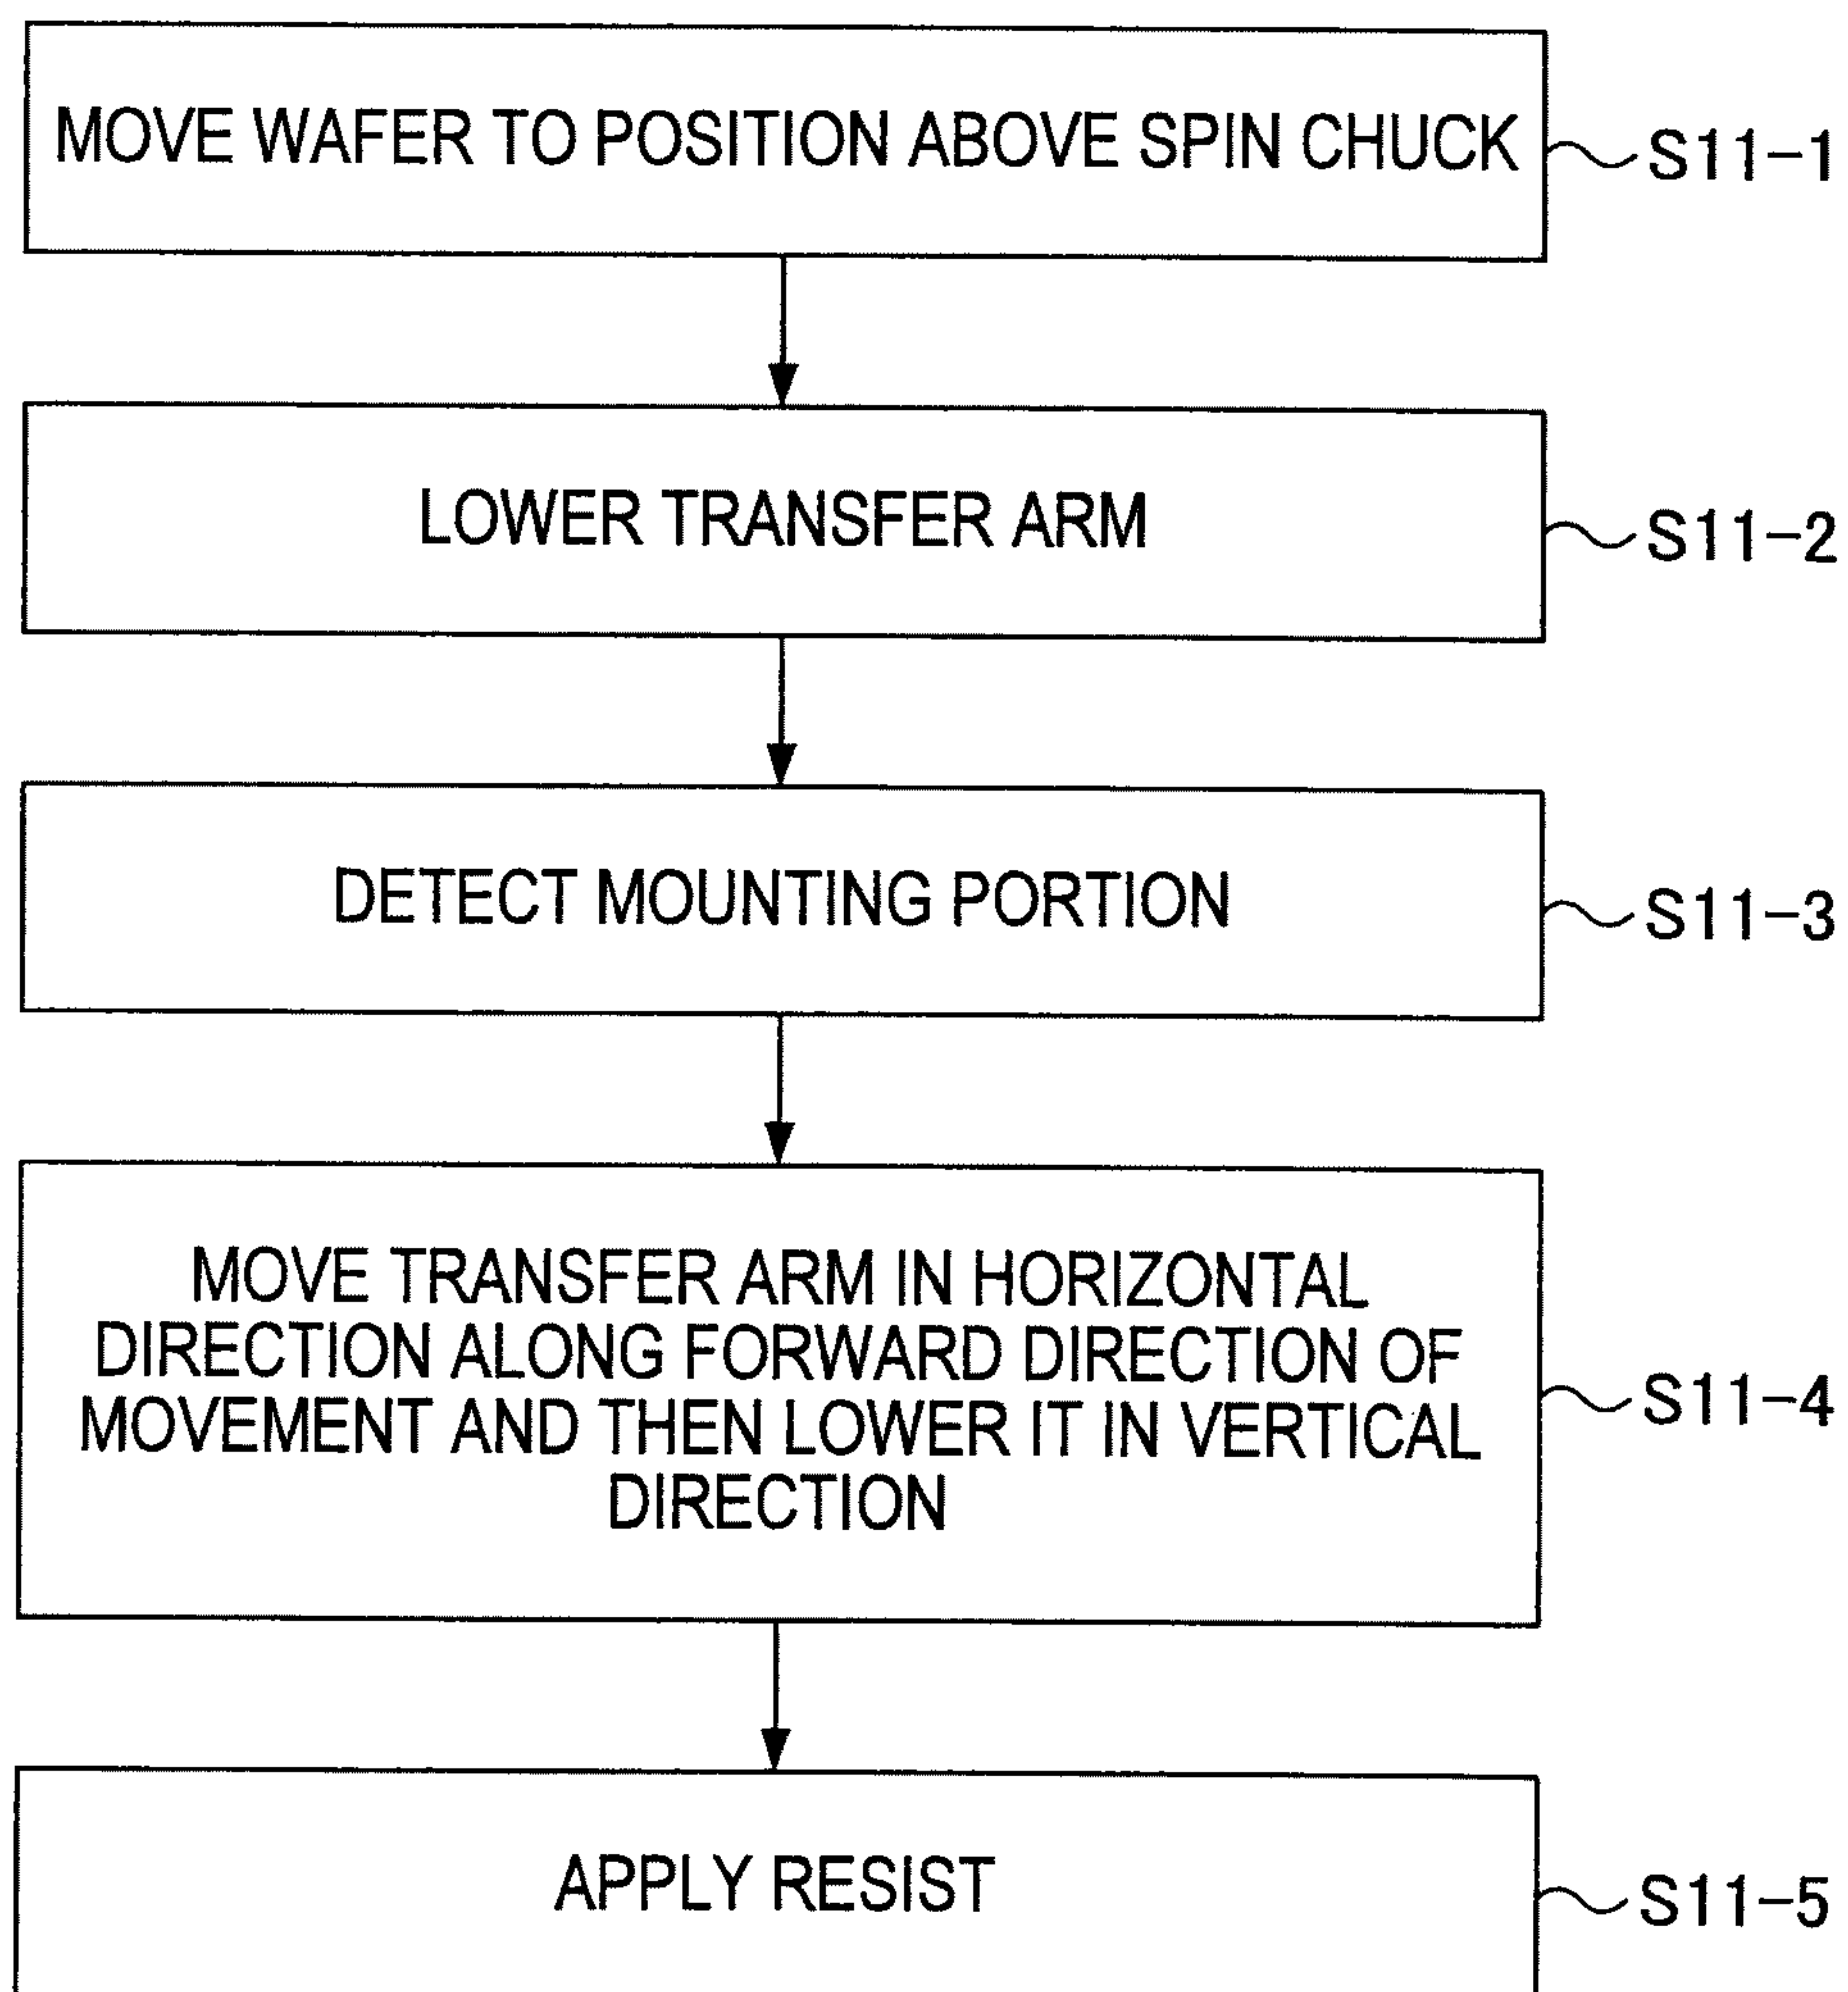 MOVE WAFER TO POSITION ABOVE SPIN CHUCK
S11-1
LOWER TRANSFER ARM
S11-2
DETECT MOUNTING PORTION
S11-3
MOVE TRANSFER ARM IN HORIZONTAL
DIRECTION ALONG FORWARD DIRECTION OF
MOVEMENT AND THEN LOWER IT IN VERTICAL
DIRECTION
S11-4
APPLY RESIST
S11-5